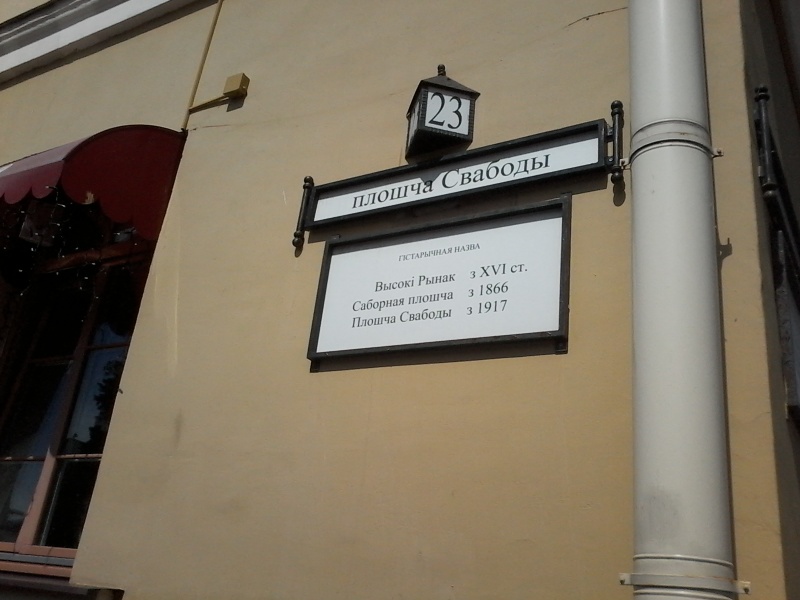 23
плошча Свабоды
ГІСТАРЫЧНАЯ НАЗВА
Высокі Рынак з XVI ст.
Саборная плошча з 1866
Плошча Свабоды з 1917